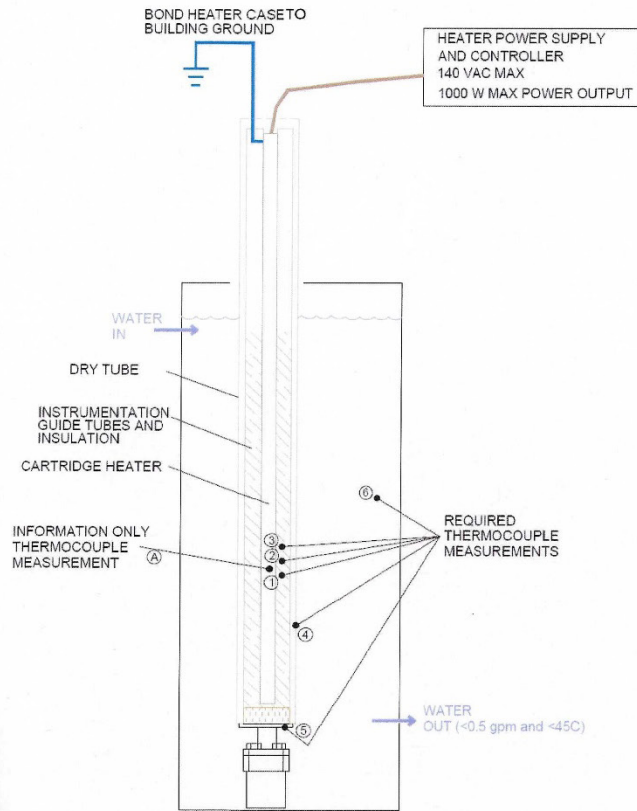 BOND HEATER CASE TO
BUILDING GROUND
HEATER POWER SUPPLY
AND CONTROLLER
140 VAC MAX
1000 W MAX POWER OUTPUT
WATER
IN
DRY TUBE
INSTRUMENTATION
GUIDE TUBES AND
INSULATION
CARTRIDGE HEATER
6
INFORMATION ONLY
THERMOCOUPLE
MEASUREMENT
A
3
2
1
REQUIRED
THERMOCOUPLE
MEASUREMENTS
4
5
WATER
OUT (<0.5 gpm and <45C)